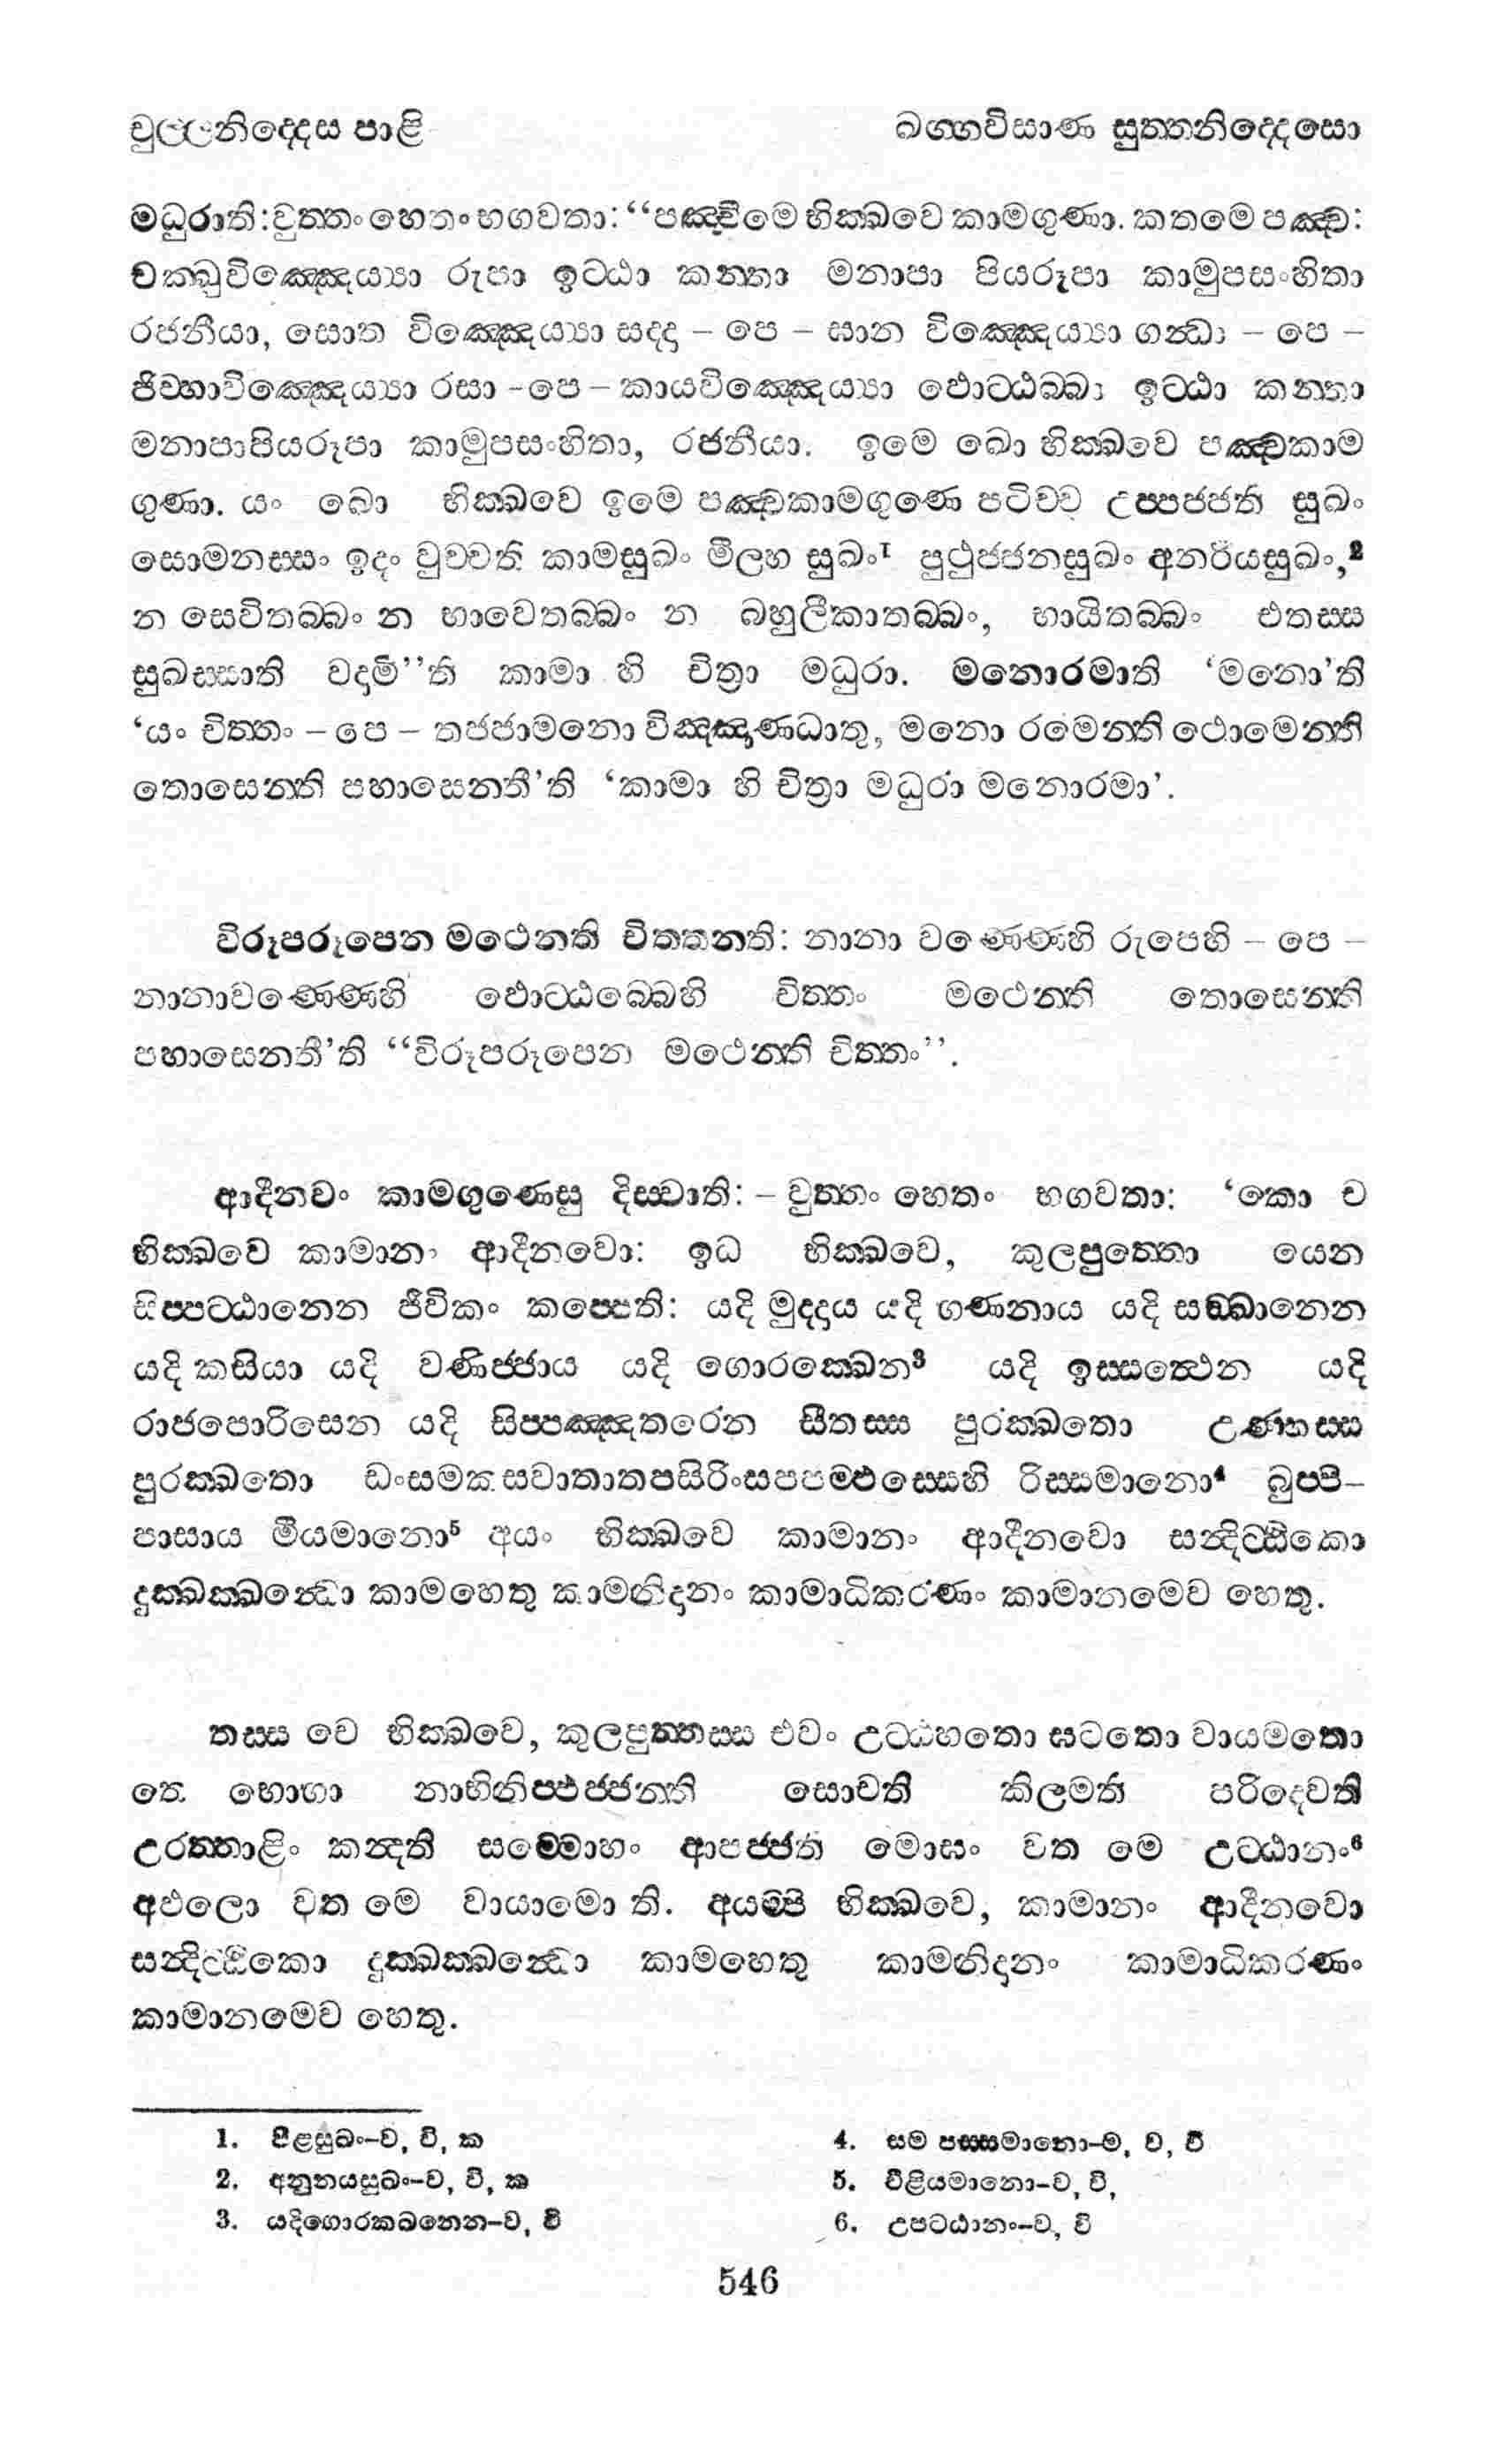 චුල්ලනිද්දෙස පාළි
ඛග්ගවිසාණ සුත්තනිද්දෙසො
මධුරාති: වුත්තං හෙතං භගවතා: “පඤ්චිමෙ භික්ඛවෙ කාමගුණා. කතමෙ පඤ්ච:
චක්ඛුවිඤ්ඤෙය්‍යා රූපා ඉට්ඨා කන්තා මනාපා පියරූපා කාමුපසංහිතා
රජනීයා, සොත විඤ්ඤෙය්‍යා සද්දා – පෙ – ඝාන විඤ්ඤෙය්‍යා ගන්ධා – පෙ –
ජිව්හාවිඤ්ඤෙය්‍යා රසා – පෙ – කායවිඤ්ඤෙය්‍යා ඵොට්ඨබ්බා ඉට්ඨා කන්තා
මනාපාපියරූපා කාමුපසංහිතා, රජනීයා. ඉමෙ ඛො භික්ඛවෙ පඤ්චකාම
ගුණා. යං ඛො භික්ඛවෙ ඉමෙ පඤ්චකාමගුණෙ පටිච්ච උප්පජ්ජති සුඛං
සොමනස්සං ඉදං වුච්චති කාමසුඛං මීල්හ සුඛං¹ පුථුජ්ජනසුඛං අනරියසුඛං,²
න සෙවිතබ්බං න භාවෙතබ්බං න බහුලීකාතබ්බං, භායිතබ්බං එතස්ස
සුඛස්සාති වදාමි”ති කාමා හි චිත්‍රා මධුරා. මනොරමාති ‘මනො’ති
‘යං චිත්තං – පෙ – තජ්ජාමනො විඤ්ඤාණධාතු, මනො රමෙන්ති ථොමෙන්ති
තොසෙන්ති පහාසෙනතී’ති ‘කාමා හි චිත්‍රා මධුරා මනොරමා’.
විරූපරූපෙන මථෙනති චිත්තනති: නානා වණ්ණෙහි රූපෙහි – පෙ –
නානාවණ්ණෙහි ඵොට්ඨබ්බෙහි චිත්තං මථෙන්ති තොසෙන්ති
පහාසෙනතී’ති “විරූපරූපෙන මථෙන්ති චිත්තං”.
ආදීනවං කාමගුණෙසු දිස්වාති: – වුත්තං හෙතං භගවතා: ‘කො ච
භික්ඛවෙ කාමානං ආදීනවො: ඉධ භික්ඛවෙ, කුලපුත්තො යෙන
සිප්පට්ඨානෙන ජීවිකං කප්පෙති: යදි මුද්දාය යදි ගණනාය යදි සඞ්ඛානෙන
යදි කසියා යදි වණිජ්ජාය යදි ගොරක්ඛෙන³ යදි ඉස්සත්ථෙන යදි
රාජපොරිසෙන යදි සිප්පඤ්ඤතරෙන සීතස්ස පුරක්ඛතො උණ්හස්ස
පුරක්ඛතො ඩංසමකසවාතාතපසිරිංසපපම්ඵස්සෙහි රිස්සමානො⁴ ඛුප්පි–
පාසාය මීයමානො⁵ අයං භික්ඛවෙ කාමානං ආදීනවො සන්දිට්ඨිකො
දුක්ඛක්ඛන්ධො කාමහෙතු කාමනිදානං කාමාධිකරණං කාමානමෙව හෙතු.
තස්ස වෙ භික්ඛවෙ, කුලපුත්තස්ස එවං උට්ඨහතො ඝටතො වායමතො
තෙ භොගා නාභිනිප්ඵජ්ජන්ති සොචති කිලමති පරිදෙවති
උරත්තාළිං කන්දති සම්මොහං ආපජ්ජති මොඝං වත මෙ උට්ඨානං⁶
අඵලො වත මෙ වායාමො ති. අයම්පි භික්ඛවෙ, කාමානං ආදීනවො
සන්දිට්ඨිකො දුක්ඛක්ඛන්ධො කාමහෙතු කාමනිදානං කාමාධිකරණං
කාමානමෙව හෙතු.
1. පීළසුඛං–ව, වි, ක
2. අනුනයසුඛං–ව, වි, ක
3. යදිගොරකඛනෙන–ව, වි
4. සම පස්සමානො–ම, ව, වි
5. විළියමානො–ව, වි,
6. උපට්ඨානං–ව, වි
546